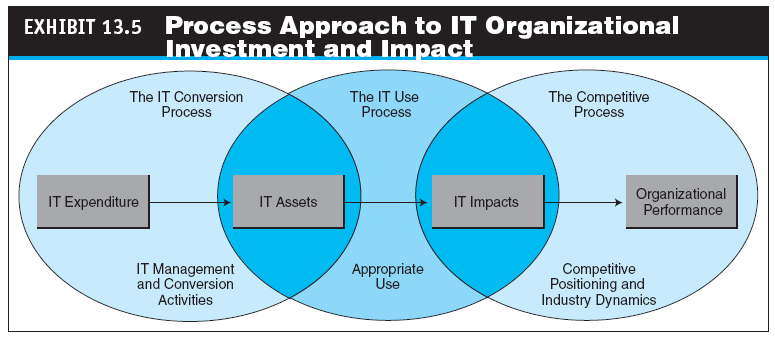 EXHIBIT 13.5 Process Approach to IT Organizational
Investment and Impact
The IT Conversion
Process
The IT Use
Process
The Competitive
Process
IT Expenditure
IT Assets
IT Impacts
Organizational
Performance
IT Management
and Conversion
Activities
Appropriate
Use
Competitive
Positioning and
Industry Dynamics